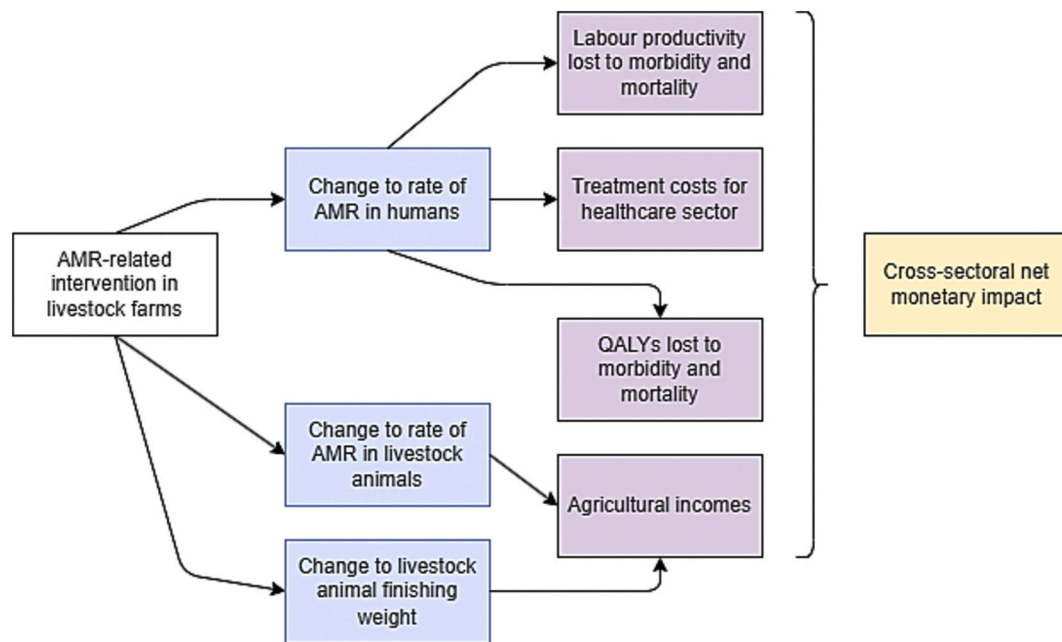 Labour productivity
lost to morbidity and
mortality
Change to rate of
AMR in humans
Treatment costs for
healthcare sector
AMR-related
intervention in
livestock farms
Cross-sectoral net
monetary impact
QALYs lost to
morbidity and
mortality
Change to rate of
AMR in livestock
animals
Agricultural incomes
Change to livestock
animal finishing
weight